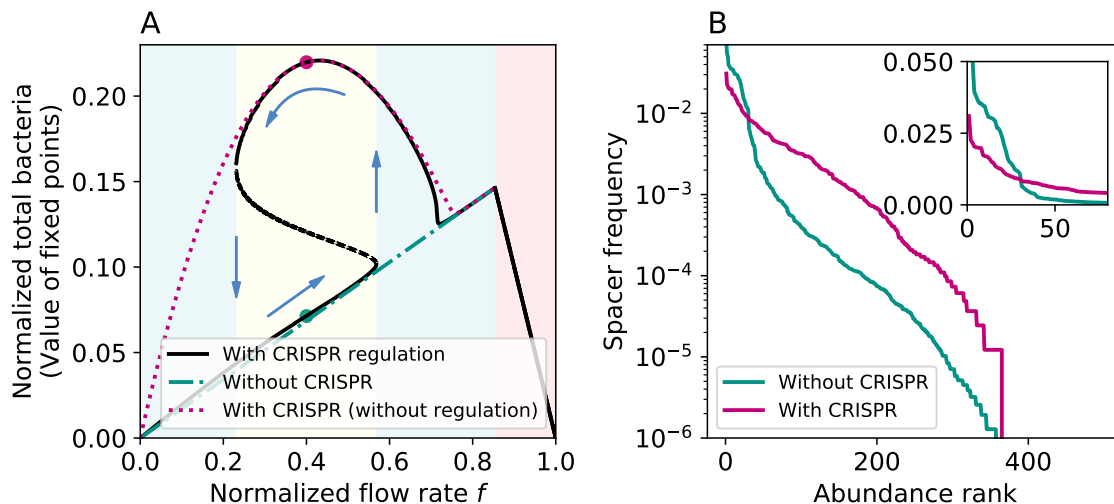 A
B
Normalized total bacteria
(Value of fixed points)
0.20
0.15
0.10
0.05
0.00
With CRISPR regulation
Without CRISPR
With CRISPR (without regulation)
0.0 0.2 0.4 0.6 0.8 1.0
Normalized flow rate f
Spacer frequency
10⁻²
10⁻³
10⁻⁴
10⁻⁵
10⁻⁶
0.050
0.025
0.000
0 50
Without CRISPR
With CRISPR
0 200 400
Abundance rank